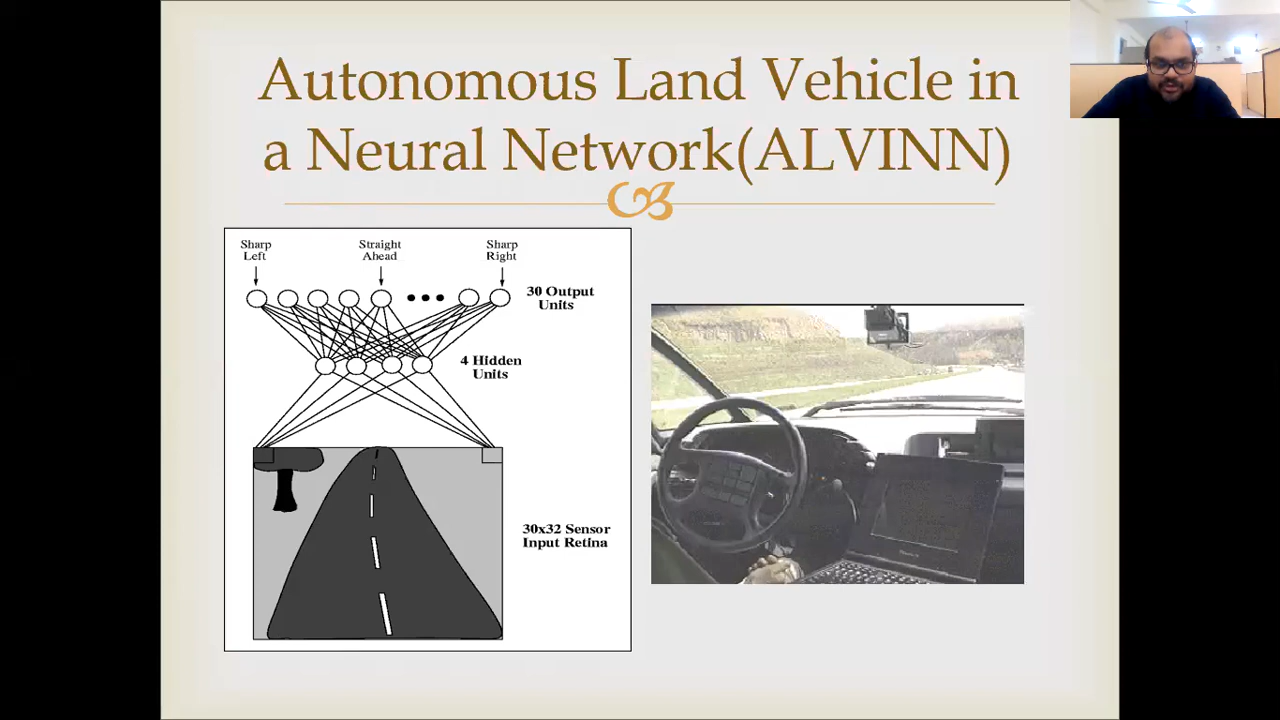 Autonomous Land Vehicle in
a Neural Network(ALVINN)
Sharp
Left
Straight
Ahead
Sharp
Right
30 Output
Units
4 Hidden
Units
30x32 Sensor
Input Retina